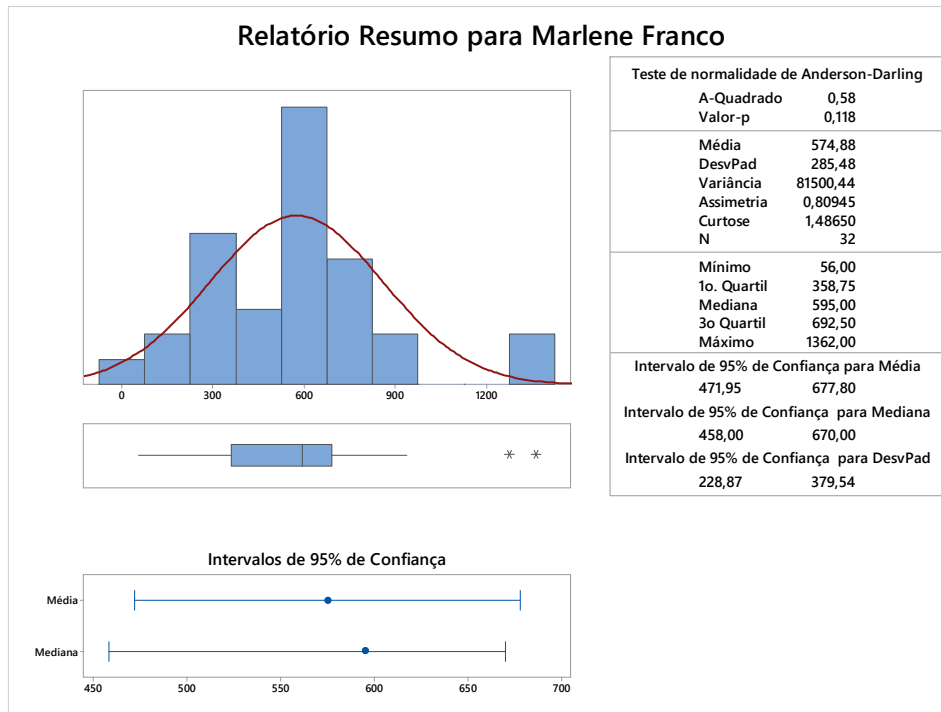 Relatório Resumo para Marlene Franco
Teste de normalidade de Anderson-Darling
A-Quadrado 0,58
Valor-p 0,118
Média 574,88
DesvPad 285,48
Variância 81500,44
Assimetria 0,80945
Curtose 1,48650
N 32
Mínimo 56,00
1o. Quartil 358,75
Mediana 595,00
3o Quartil 692,50
Máximo 1362,00
Intervalo de 95% de Confiança para Média
471,95 677,80
Intervalo de 95% de Confiança para Mediana
458,00 670,00
Intervalo de 95% de Confiança para DesvPad
228,87 379,54
0 300 600 900 1200
Intervalos de 95% de Confiança
Média
Mediana
450 500 550 600 650 700